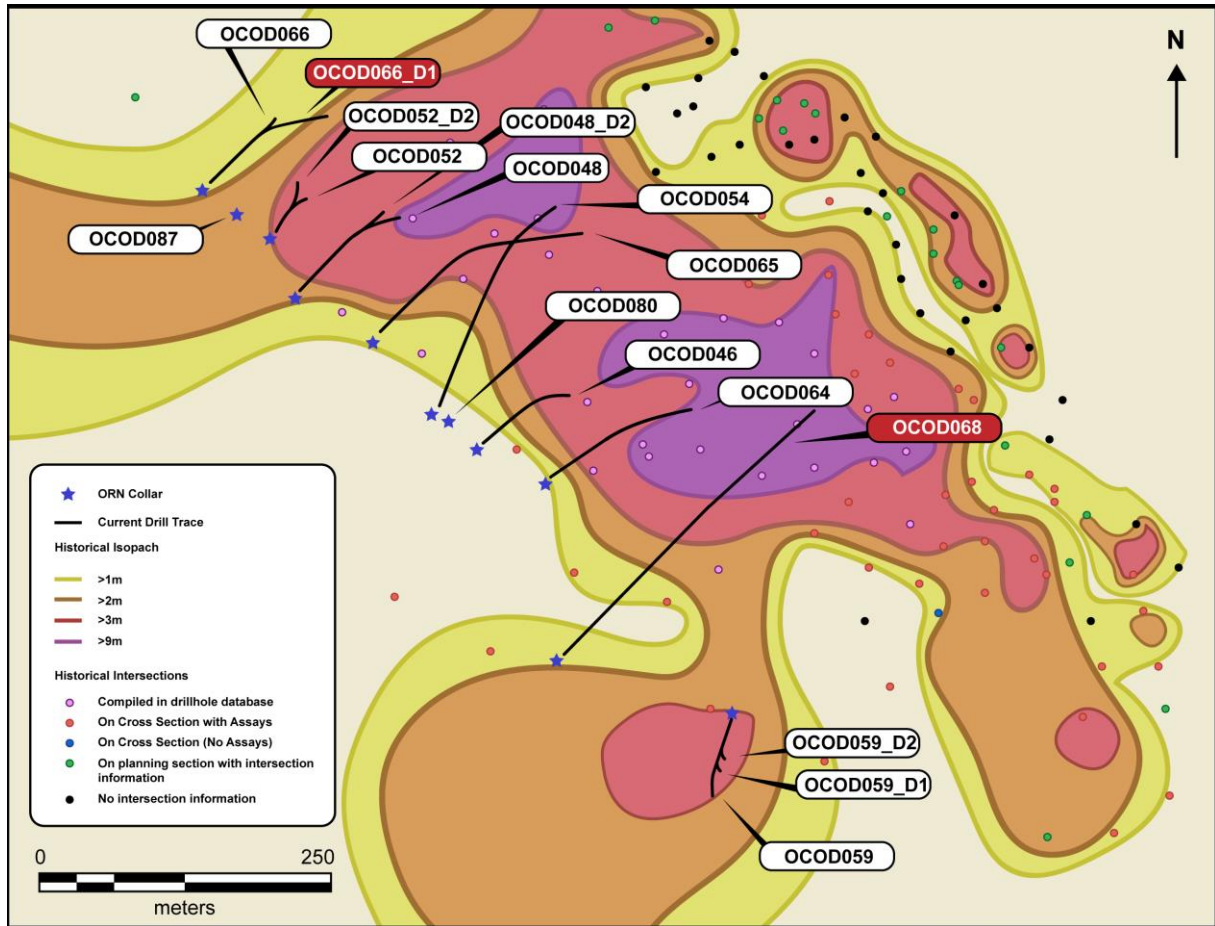 OCOD066
N
OCOD066_D1
OCOD052_D2
OCOD048_D2
OCOD052
OCOD048
OCOD054
OCOD087
OCOD065
OCOD080
OCOD046
OCOD064
OCOD068
ORN Collar
Current Drill Trace
Historical Isopach
>1m
>2m
>3m
>9m
Historical Intersections
Compiled in drillhole database
On Cross Section with Assays
On Cross Section (No Assays)
On planning section with intersection
information
No intersection information
OCOD059_D2
OCOD059_D1
OCOD059
0 250
meters